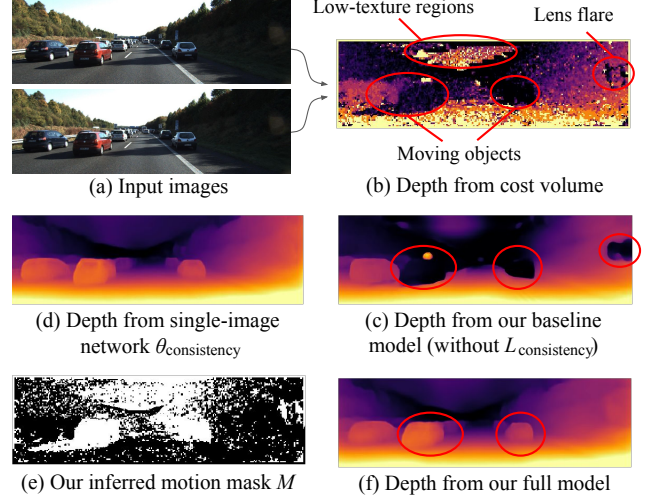 Low-texture regions
Lens flare
Moving objects
(a) Input images
(b) Depth from cost volume
(d) Depth from single-image
network θconsistency
(c) Depth from our baseline
model (without Lconsistency)
(e) Our inferred motion mask M
(f) Depth from our full model